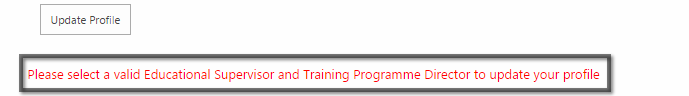 Update Profile
Please select a valid Educational Supervisor and Training Programme Director to update your profile